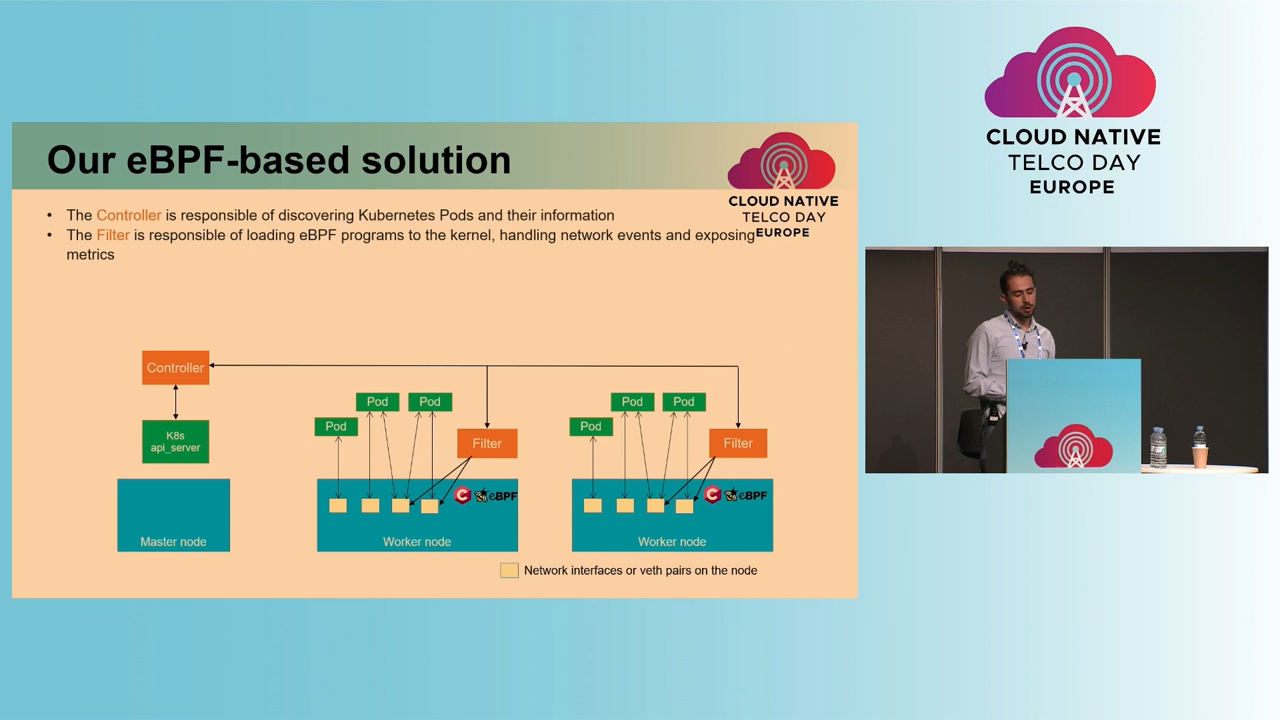 Our eBPF-based solution
CLOUD NATIVE
TELCO DAY
EUROPE
• The Controller is responsible of discovering Kubernetes Pods and their information
• The Filter is responsible of loading eBPF programs to the kernel, handling network events and exposing
metrics
Controller
K8s
api_server
Master node
Pod
Pod
Pod
Filter
C
eBPF
Worker node
Pod
Pod
Pod
Filter
C
eBPF
Worker node
Network interfaces or veth pairs on the node
CLOUD NATIVE
TELCO DAY
EUROPE